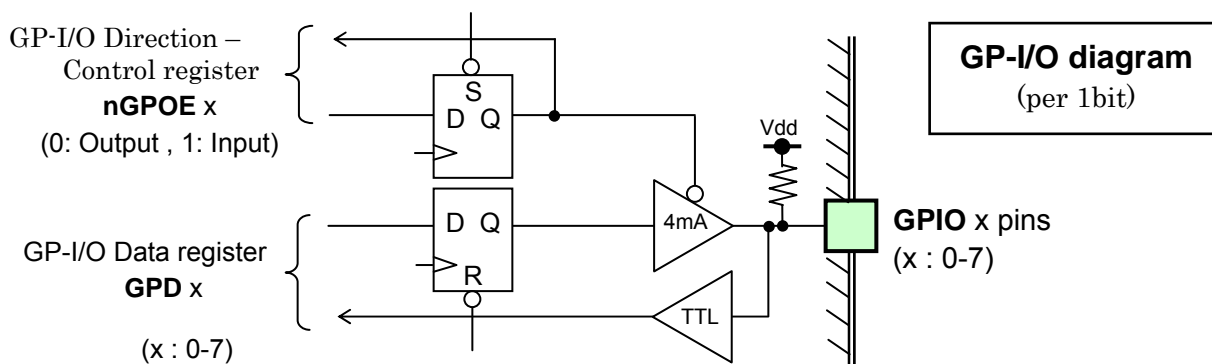 GP-I/O Direction –
Control register
nGPOE x
(0: Output , 1: Input)
S
D Q
GP-I/O diagram
(per 1bit)
Vdd
4mA
D Q
R
GPIO x pins
(x : 0-7)
GP-I/O Data register
GPD x
TTL
(x : 0-7)